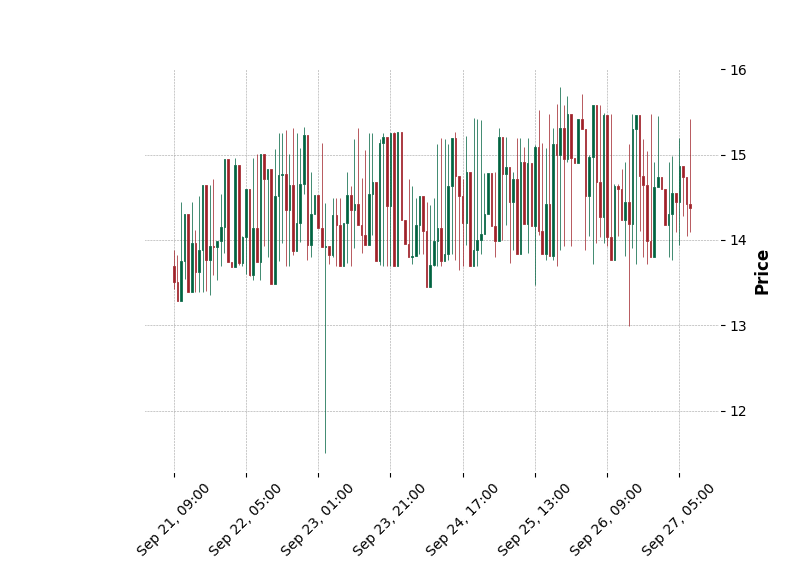 16
15
14
13
12
Price
Sep 21, 09:00
Sep 22, 05:00
Sep 23, 01:00
Sep 23, 21:00
Sep 24, 17:00
Sep 25, 13:00
Sep 26, 09:00
Sep 27, 05:00